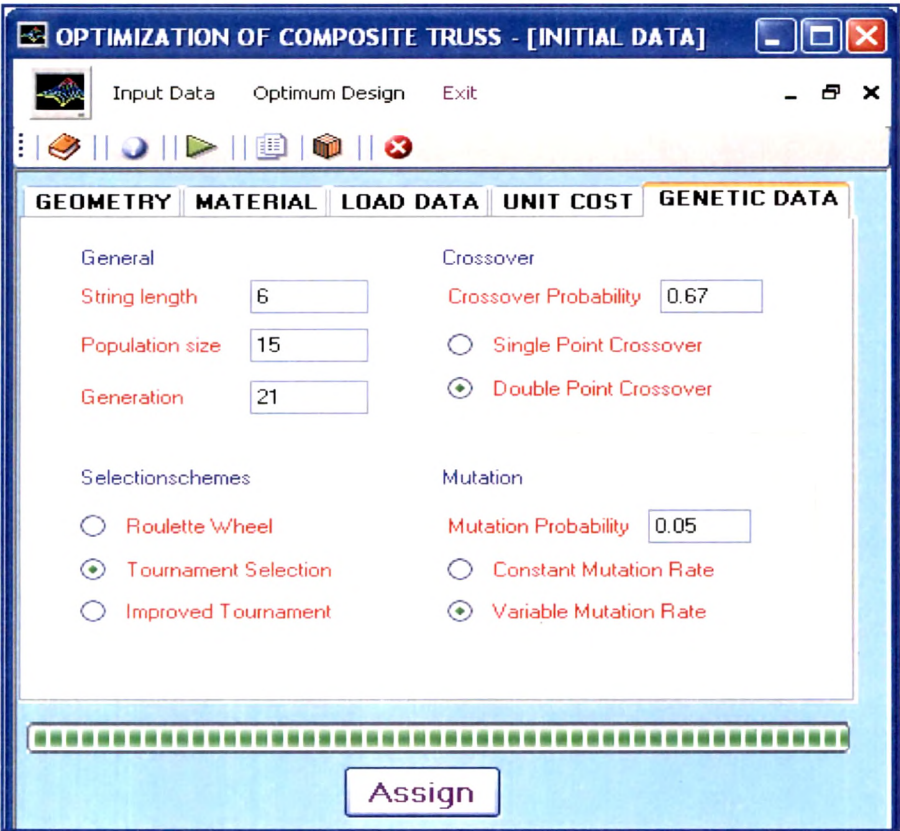 OPTIMIZATION OF COMPOSITE TRUSS - [INITIAL DATA]
Input Data Optimum Design Exit
GEOMETRY MATERIAL LOAD DATA UNIT COST GENETIC DATA
General
String length 6
Population size 15
Generation 21
Crossover
Crossover Probability 0.67
Single Point Crossover
Double Point Crossover
Selectionschemes
Roulette Wheel
Tournament Selection
Improved Tournament
Mutation
Mutation Probability 0.05
Constant Mutation Rate
Variable Mutation Rate
Assign